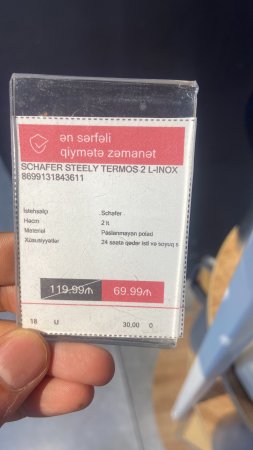 ən sərfəli
qiymətə zəmanət
SCHAFER STEELY TERMOS 2 L-INOX
8699131843611
İstehsalçı Schafer
Həcm 2 lt
Material Paslanmayan polad
Xüsusiyyətlər 24 saata qədər isti və soyuq s
119.99₼ 69.99₼
18 U 30,00 0